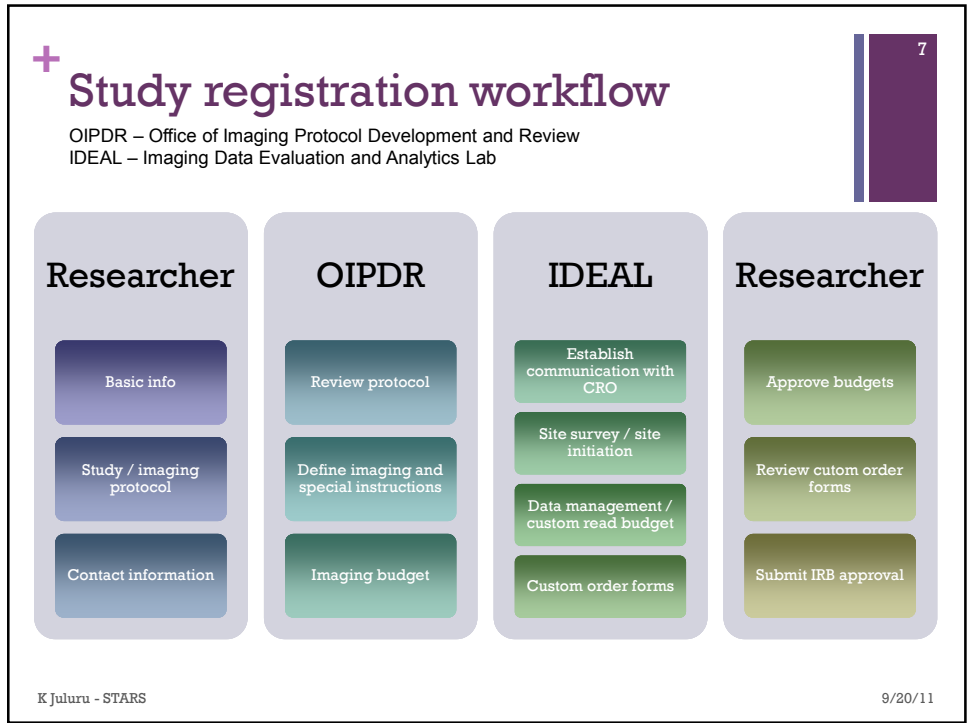 7
+
Study registration workflow
OIPDR – Office of Imaging Protocol Development and Review
IDEAL – Imaging Data Evaluation and Analytics Lab
Researcher
Basic info
Study / imaging
protocol
Contact information
OIPDR
Review protocol
Define imaging and
special instructions
Imaging budget
IDEAL
Establish
communication with
CRO
Site survey / site
initiation
Data management /
custom read budget
Custom order forms
Researcher
Approve budgets
Review cutom order
forms
Submit IRB approval
K Juluru - STARS
9/20/11